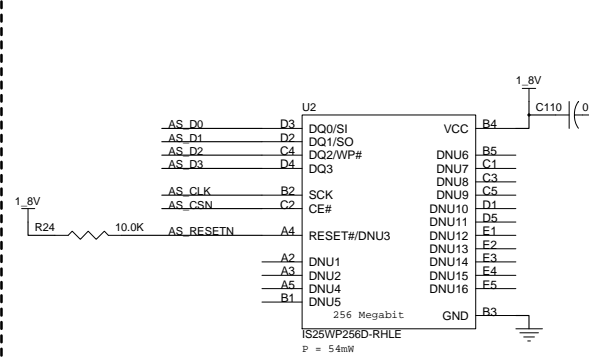 1_8V
U2
C110 0
AS_D0 D3 DQ0/SI VCC B4
AS_D1 D2 DQ1/SO
AS_D2 C4 DQ2/WP# DNU6 B5
AS_D3 D4 DQ3 DNU7 C1
DNU8 C3
AS_CLK B2 SCK DNU9 C5
AS_CSN C2 CE# DNU10 D1
DNU11 D5
1_8V
R24 10.0K AS_RESETN A4 RESET#/DNU3 DNU12 E1
DNU13 E2
A2 DNU1 DNU14 E3
A3 DNU2 DNU15 E4
A5 DNU4 DNU16 E5
B1 DNU5
256 Megabit GND B3
IS25WP256D-RHLE
P = 54mW